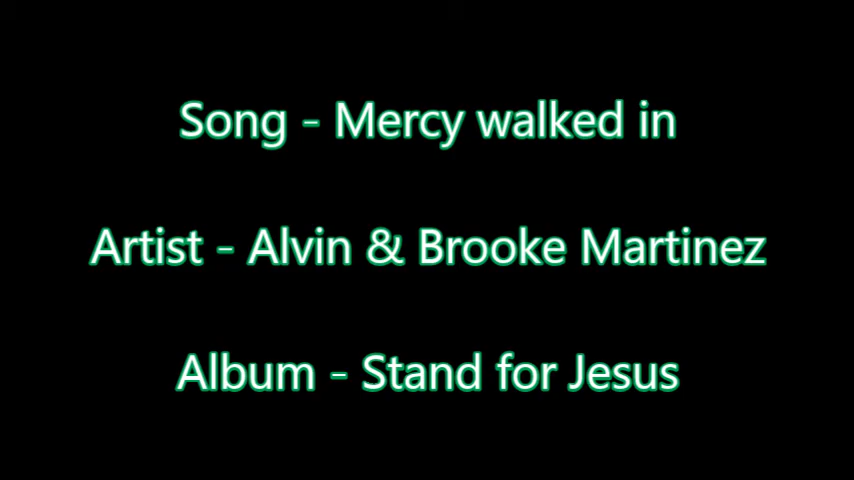 Song - Mercy walked in
Artist - Alvin & Brooke Martinez
Album - Stand for Jesus